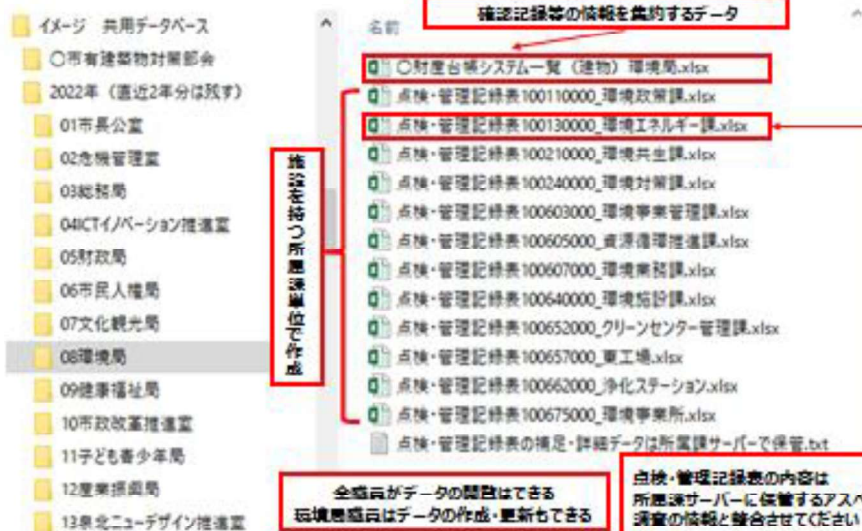 確認記録等の情報を集約するデータ
イメージ 共用データベース
〇市有建築物対策部会
2022年（直近2年分は残す）
01市長公室
02危機管理室
03総務局
04ICTイノベーション推進室
05財政局
06市民人権局
07文化観光局
08環境局
09健康福祉局
10市政改革推進室
11子ども青少年局
12産業振興局
13泉北ニューデザイン推進室
施設を持つ所属課単位で作成
名前
〇財産台帳システム一覧（建物）環境局.xlsx
点検・管理記録表100110000_環境政策課.xlsx
点検・管理記録表100130000_環境エネルギー課.xlsx
点検・管理記録表100210000_環境共生課.xlsx
点検・管理記録表100240000_環境対策課.xlsx
点検・管理記録表100603000_環境事業管理課.xlsx
点検・管理記録表100605000_資源循環推進課.xlsx
点検・管理記録表100607000_環境業務課.xlsx
点検・管理記録表100640000_環境施設課.xlsx
点検・管理記録表100652000_クリーンセンター管理課.xlsx
点検・管理記録表100657000_東工場.xlsx
点検・管理記録表100662000_浄化ステーション.xlsx
点検・管理記録表100675000_環境事業所.xlsx
点検・管理記録表の補足・詳細データは所属課サーバーで保管.txt
全職員がデータの閲覧はできる
環境局職員はデータの作成・更新もできる
点検・管理記録表の内容は
所属課サーバーに保管するアスベ
調査の情報と整合させてください